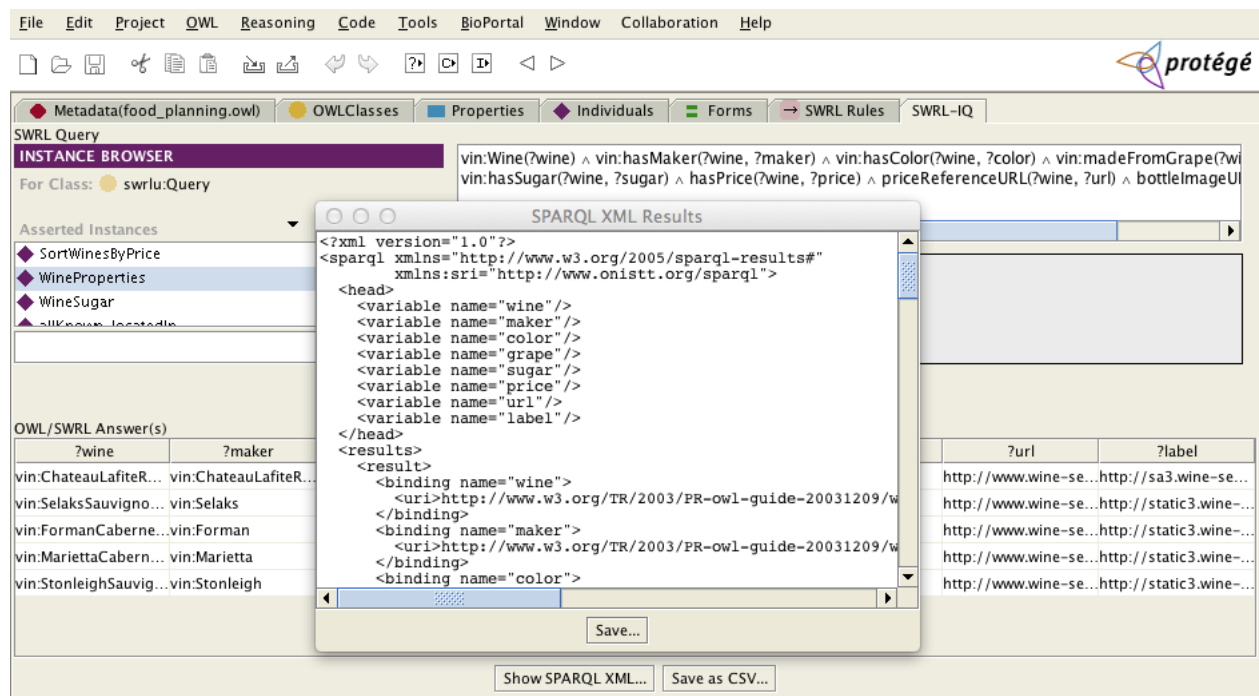 File Edit Project OWL Reasoning Code Tools BioPortal Window Collaboration Help
protégé
Metadata(food_planning.owl) OWLClasses Properties Individuals Forms SWRL Rules SWRL-IQ
SWRL Query
INSTANCE BROWSER
For Class: swrlu:Query
Asserted Instances
SortWinesByPrice
WineProperties
WineSugar
vin:Wine(?wine) ∧ vin:hasMaker(?wine, ?maker) ∧ vin:hasColor(?wine, ?color) ∧ vin:madeFromGrape(?wi
vin:hasSugar(?wine, ?sugar) ∧ hasPrice(?wine, ?price) ∧ priceReferenceURL(?wine, ?url) ∧ bottleImageU
SPARQL XML Results
<?xml version="1.0"?>
<sparql xmlns="http://www.w3.org/2005/sparql-results#"
xmlns:sri="http://www.onistt.org/sparql">
<head>
<variable name="wine"/>
<variable name="maker"/>
<variable name="color"/>
<variable name="grape"/>
<variable name="sugar"/>
<variable name="price"/>
<variable name="url"/>
<variable name="label"/>
</head>
<results>
<result>
<binding name="wine">
<uri>http://www.w3.org/TR/2003/PR-owl-guide-20031209/w
</binding>
<binding name="maker">
<uri>http://www.w3.org/TR/2003/PR-owl-guide-20031209/w
</binding>
<binding name="color">
Save...
OWL/SWRL Answer(s)
?wine ?maker ?url ?label
vin:ChateauLafiteR... vin:ChateauLafiteR... http://www.wine-se... http://sa3.wine-se...
vin:SelaksSauvigno... vin:Selaks http://www.wine-se... http://static3.wine-...
vin:FormanCaberne... vin:Forman http://www.wine-se... http://static3.wine-...
vin:MariettaCabern... vin:Marietta http://www.wine-se... http://static3.wine-...
vin:StonleighSauvig... vin:Stonleigh http://www.wine-se... http://static3.wine-...
Show SPARQL XML... Save as CSV...